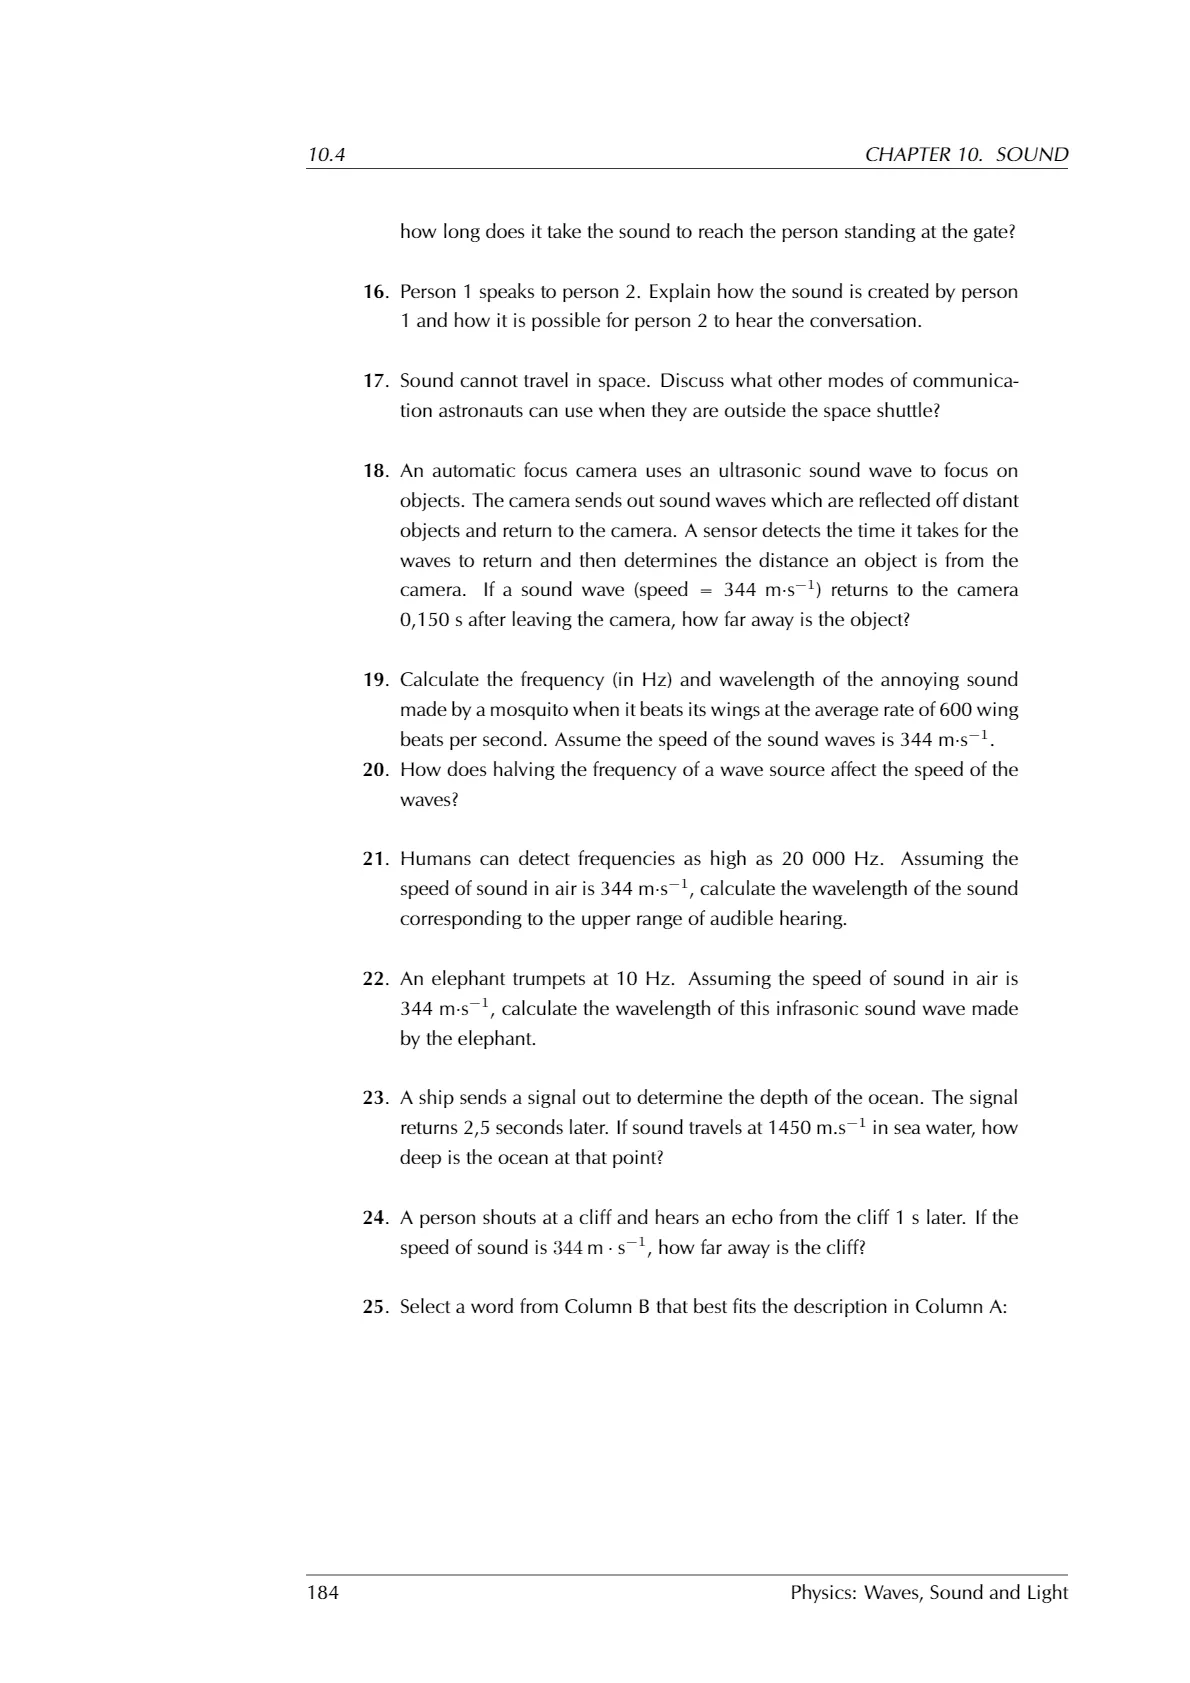 10.4 CHAPTER 10. SOUND
how long does it take the sound to reach the person standing at the gate?
16. Person 1 speaks to person 2. Explain how the sound is created by person
1 and how it is possible for person 2 to hear the conversation.
17. Sound cannot travel in space. Discuss what other modes of communica-
tion astronauts can use when they are outside the space shuttle?
18. An automatic focus camera uses an ultrasonic sound wave to focus on
objects. The camera sends out sound waves which are reflected off distant
objects and return to the camera. A sensor detects the time it takes for the
waves to return and then determines the distance an object is from the
camera. If a sound wave (speed = 344 m·s⁻¹) returns to the camera
0,150 s after leaving the camera, how far away is the object?
19. Calculate the frequency (in Hz) and wavelength of the annoying sound
made by a mosquito when it beats its wings at the average rate of 600 wing
beats per second. Assume the speed of the sound waves is 344 m·s⁻¹.
20. How does halving the frequency of a wave source affect the speed of the
waves?
21. Humans can detect frequencies as high as 20 000 Hz. Assuming the
speed of sound in air is 344 m·s⁻¹, calculate the wavelength of the sound
corresponding to the upper range of audible hearing.
22. An elephant trumpets at 10 Hz. Assuming the speed of sound in air is
344 m·s⁻¹, calculate the wavelength of this infrasonic sound wave made
by the elephant.
23. A ship sends a signal out to determine the depth of the ocean. The signal
returns 2,5 seconds later. If sound travels at 1450 m.s⁻¹ in sea water, how
deep is the ocean at that point?
24. A person shouts at a cliff and hears an echo from the cliff 1 s later. If the
speed of sound is 344 m · s⁻¹, how far away is the cliff?
25. Select a word from Column B that best fits the description in Column A:
184 Physics: Waves, Sound and Light